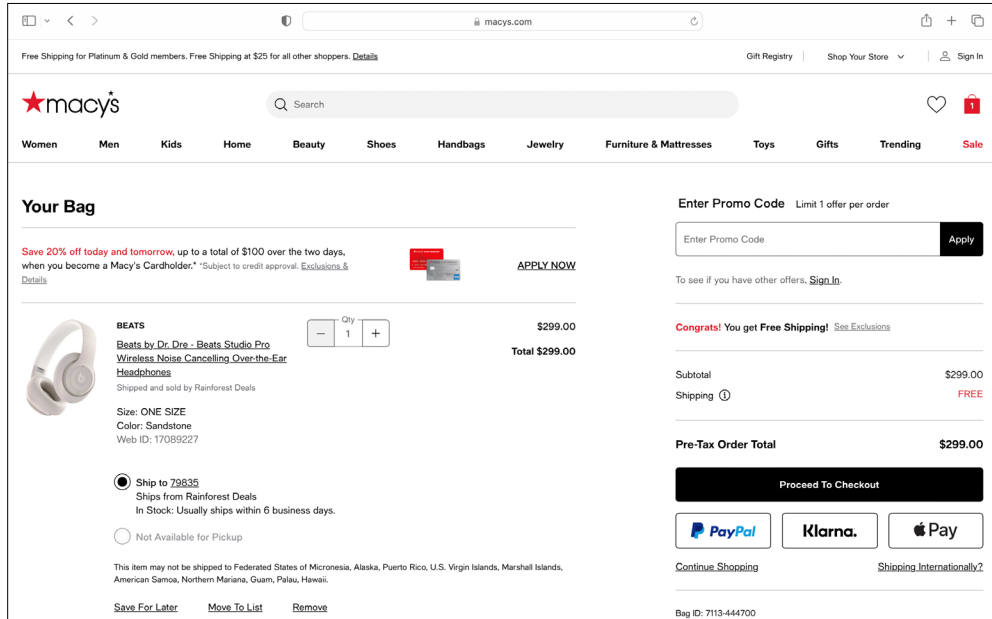 macys.com
Free Shipping for Platinum & Gold members. Free Shipping at $25 for all other shoppers. Details
Gift Registry
Shop Your Store
Sign In
macy's
Search
1
Women
Men
Kids
Home
Beauty
Shoes
Handbags
Jewelry
Furniture & Mattresses
Toys
Gifts
Trending
Sale
Your Bag
Save 20% off today and tomorrow, up to a total of $100 over the two days,
when you become a Macy's Cardholder.* *Subject to credit approval. Exclusions &
Details
APPLY NOW
BEATS
Beats by Dr. Dre - Beats Studio Pro
Wireless Noise Cancelling Over-the-Ear
Headphones
Shipped and sold by Rainforest Deals
Size: ONE SIZE
Color: Sandstone
Web ID: 17089227
Qty
− 1 +
$299.00
Total $299.00
Ship to 79835
Ships from Rainforest Deals
In Stock: Usually ships within 6 business days.
Not Available for Pickup
This item may not be shipped to Federated States of Micronesia, Alaska, Puerto Rico, U.S. Virgin Islands, Marshall Islands,
American Samoa, Northern Mariana, Guam, Palau, Hawaii.
Save For Later
Move To List
Remove
Enter Promo Code Limit 1 offer per order
Enter Promo Code
Apply
To see if you have other offers, Sign In.
Congrats! You get Free Shipping! See Exclusions
Subtotal $299.00
Shipping FREE
Pre-Tax Order Total $299.00
Proceed To Checkout
PayPal
Klarna.
Pay
Continue Shopping
Shipping Internationally?
Bag ID: 7113-444700